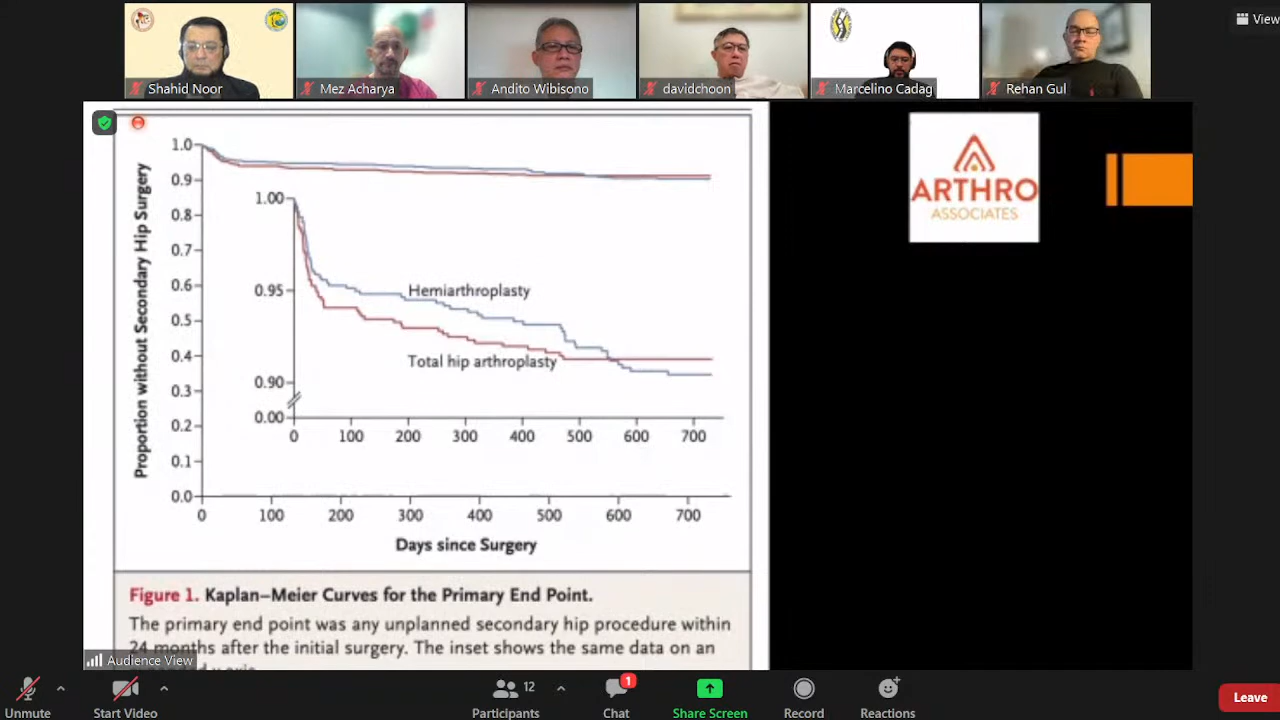 View
Shahid Noor
Mez Acharya
Andito Wibisono
davidchoon
Marcelino Cadag
Rehan Gul
Proportion without Secondary Hip Surgery
1.0
0.9
0.8
0.7
0.6
0.5
0.4
0.3
0.2
0.1
0.0
1.00
0.95
0.90
0.00
Hemiarthroplasty
Total hip arthroplasty
0 100 200 300 400 500 600 700
0 100 200 300 400 500 600 700
Days since Surgery
Figure 1. Kaplan–Meier Curves for the Primary End Point.
The primary end point was any unplanned secondary hip procedure within
24 months after the initial surgery. The inset shows the same data on an
ARTHRO
ASSOCIATES
Audience View
Unmute
Start Video
12
Participants
1
Chat
Share Screen
Record
Reactions
Leave